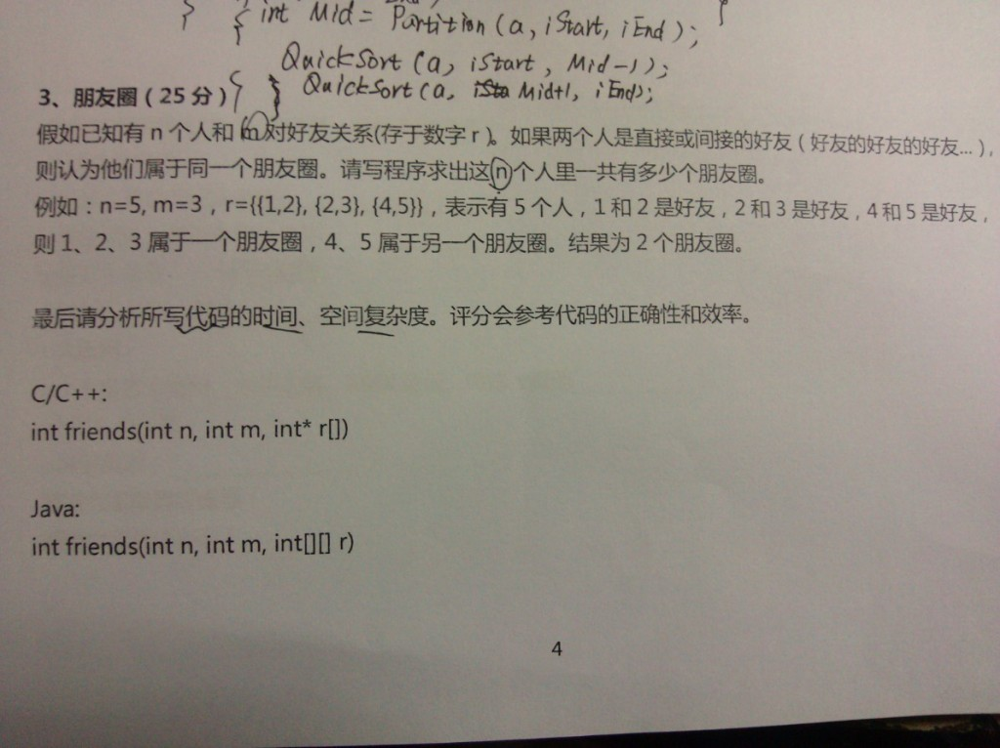 int Mid = Partition (a, iStart, iEnd);
QuickSort (a, iStart, Mid-1);
QuickSort (a, Mid+1, iEnd);
3、朋友圈（25 分）
假如已知有 n 个人和 m 对好友关系(存于数字 r)。如果两个人是直接或间接的好友（好友的好友的好友...），
则认为他们属于同一个朋友圈。请写程序求出这 n 个人里一共有多少个朋友圈。
例如：n=5, m=3，r={{1,2}, {2,3}, {4,5}}，表示有 5 个人，1 和 2 是好友，2 和 3 是好友，4 和 5 是好友，
则 1、2、3 属于一个朋友圈，4、5 属于另一个朋友圈。结果为 2 个朋友圈。
最后请分析所写代码的时间、空间复杂度。评分会参考代码的正确性和效率。
C/C++:
int friends(int n, int m, int* r[])
Java:
int friends(int n, int m, int[][] r)
4